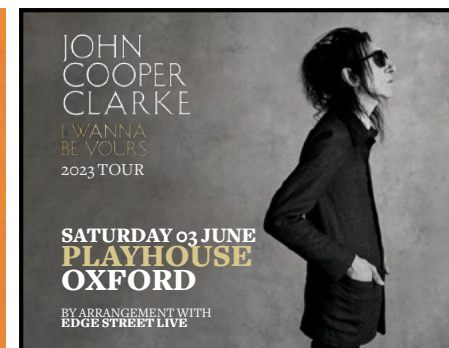 JOHN
COOPER
CLARKE
I WANNA
BE YOURS
2023 TOUR
SATURDAY 03 JUNE
PLAYHOUSE
OXFORD
BY ARRANGEMENT WITH
EDGE STREET LIVE